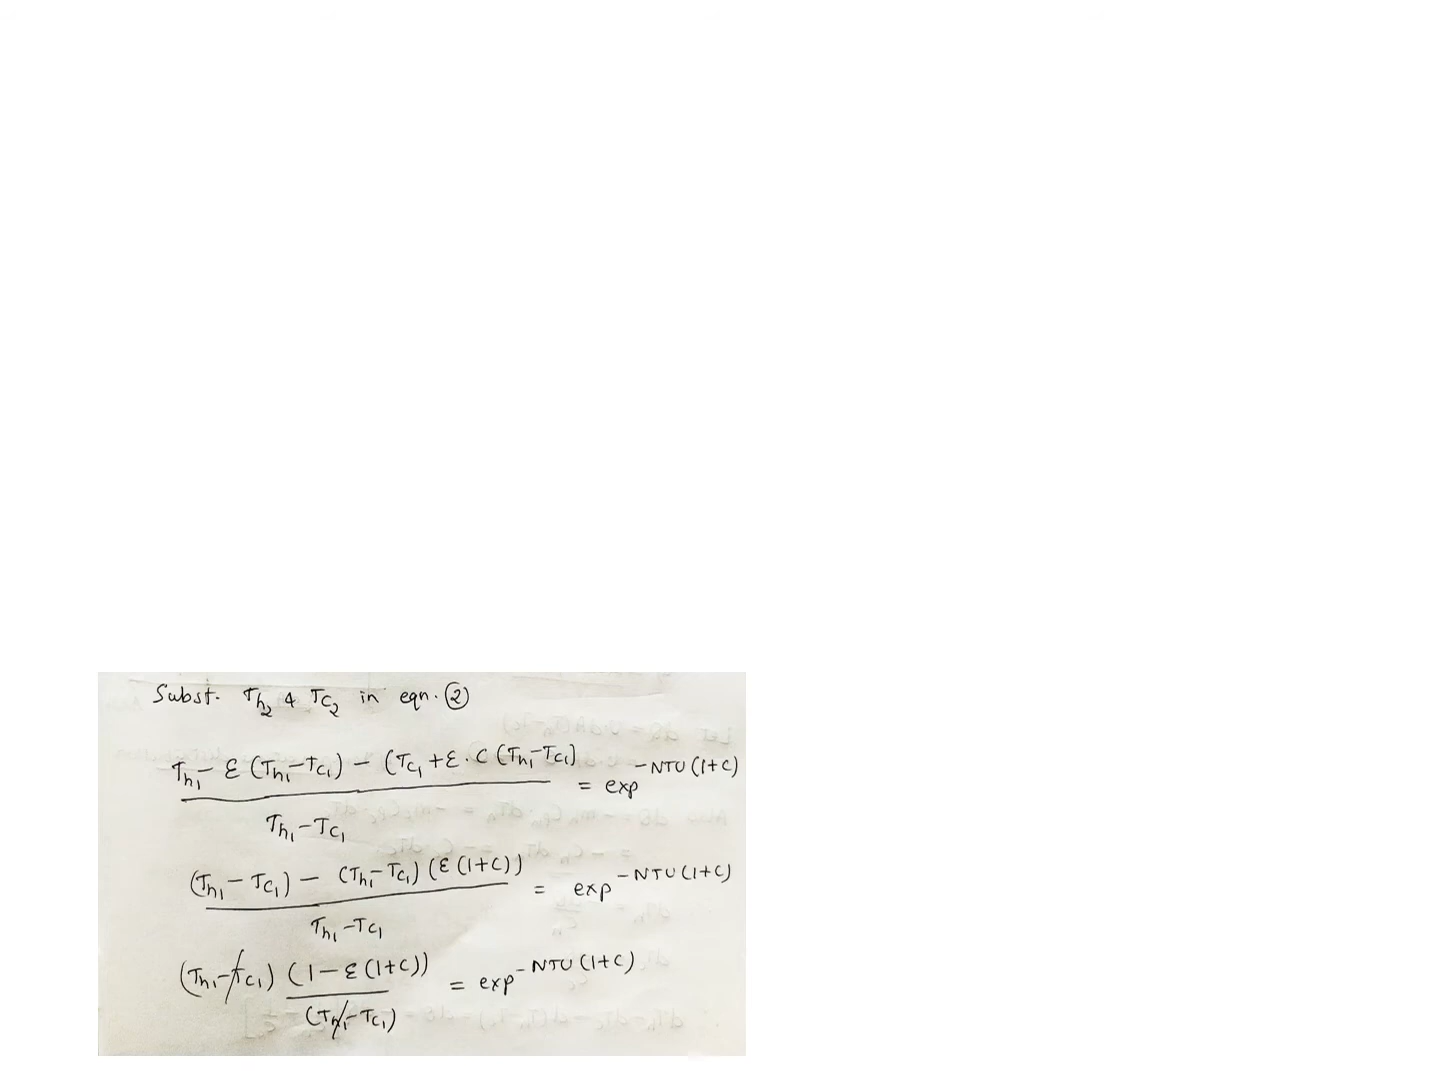 Subst. Th₂ & Tc₂ in eqn. ②
Th₁ - ε (Th₁ - Tc₁) - (Tc₁ + ε · C (Th₁ - Tc₁)
= exp^-NTU (1+C)
Th₁ - Tc₁
(Th₁ - Tc₁) - (Th₁ - Tc₁) (ε (1+C))
= exp^-NTU (1+C)
Th₁ - Tc₁
(Th₁ - Tc₁) (1 - ε (1+C))
= exp^-NTU (1+C)
(Th₁ - Tc₁)